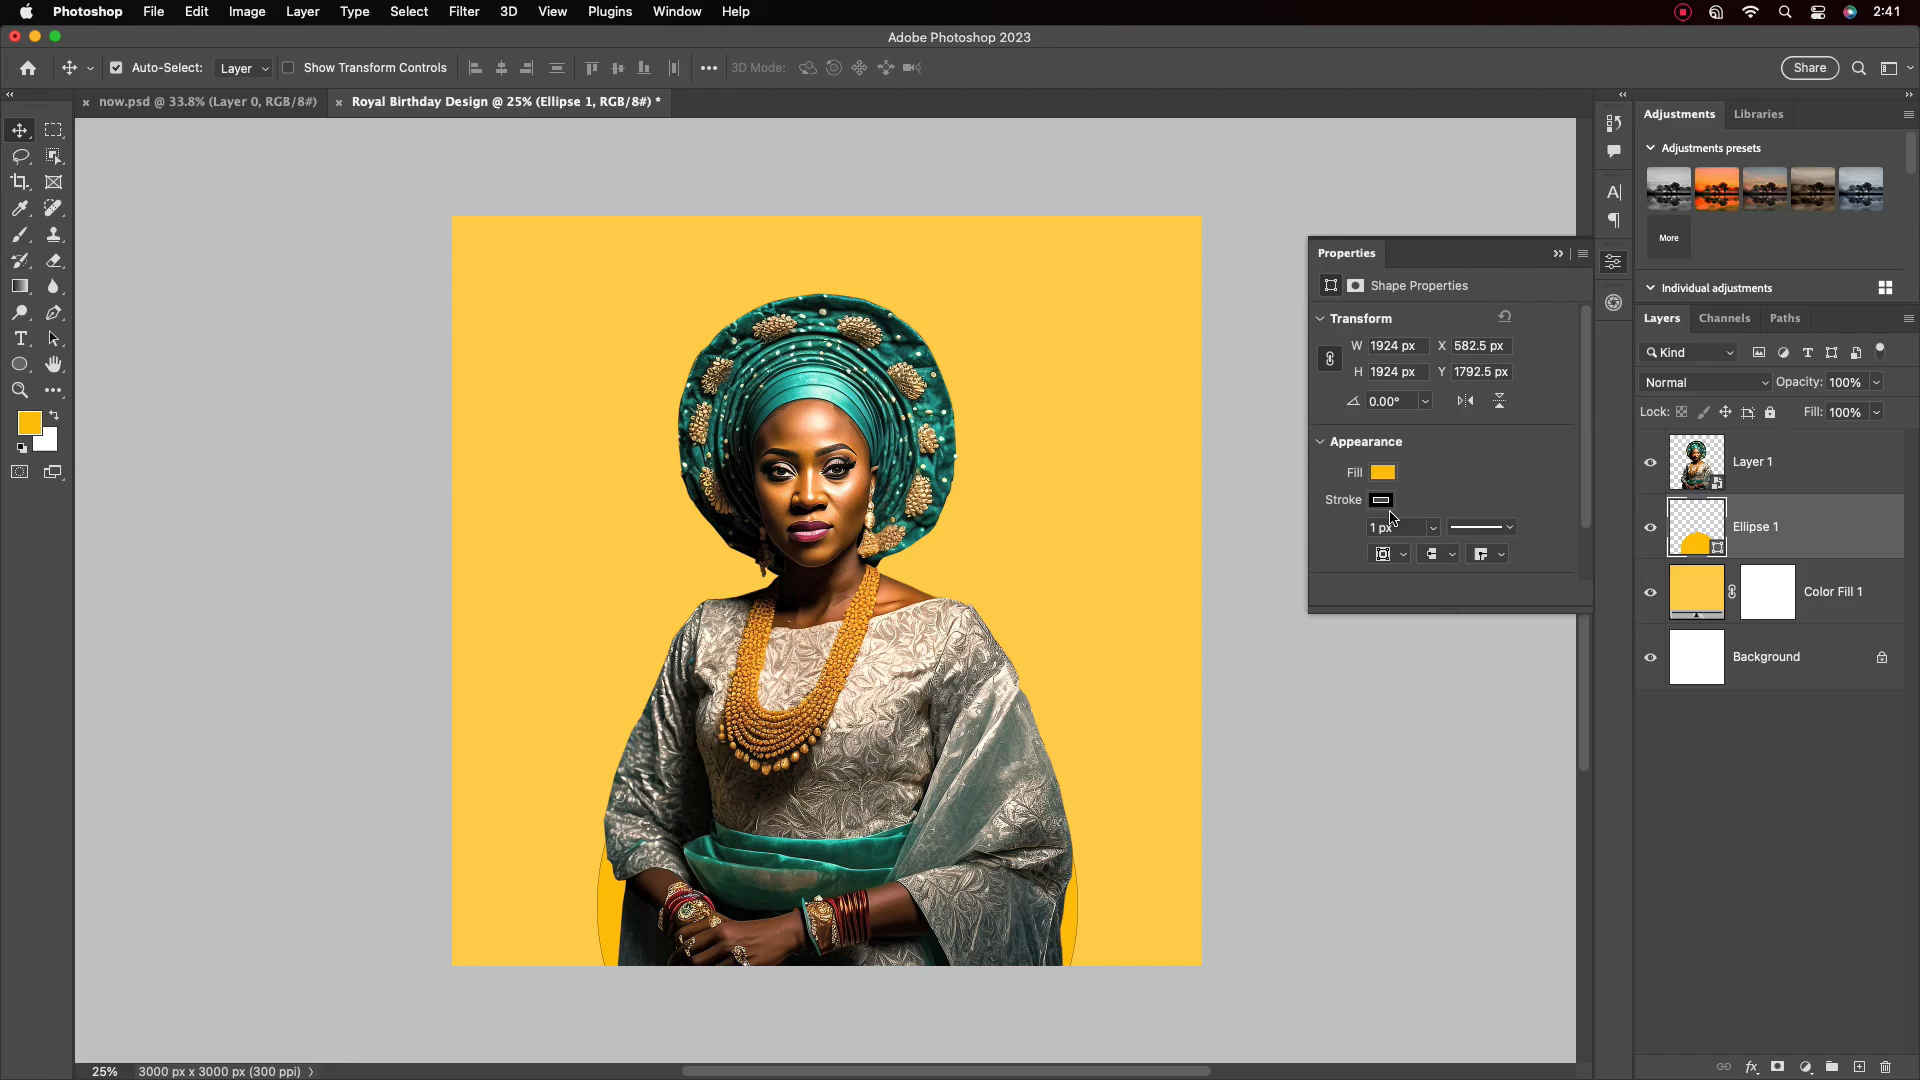 Photoshop File Edit Image Layer Type Select Filter 3D View Plugins Window Help 2:41
Adobe Photoshop 2023
Auto-Select: Layer Show Transform Controls 3D Mode: Share
now.psd @ 33.8% (Layer 0, RGB/8#) Royal Birthday Design @ 25% (Ellipse 1, RGB/8#) *
Adjustments Libraries
Adjustments presets
More
Individual adjustments
Properties
Shape Properties
Transform
W 1924 px X 582.5 px
H 1924 px Y 1792.5 px
0.00°
Appearance
Fill
Stroke
1 px
Layers Channels Paths
Kind
Normal Opacity: 100%
Lock: Fill: 100%
Layer 1
Ellipse 1
Color Fill 1
Background
25% 3000 px x 3000 px (300 ppi)